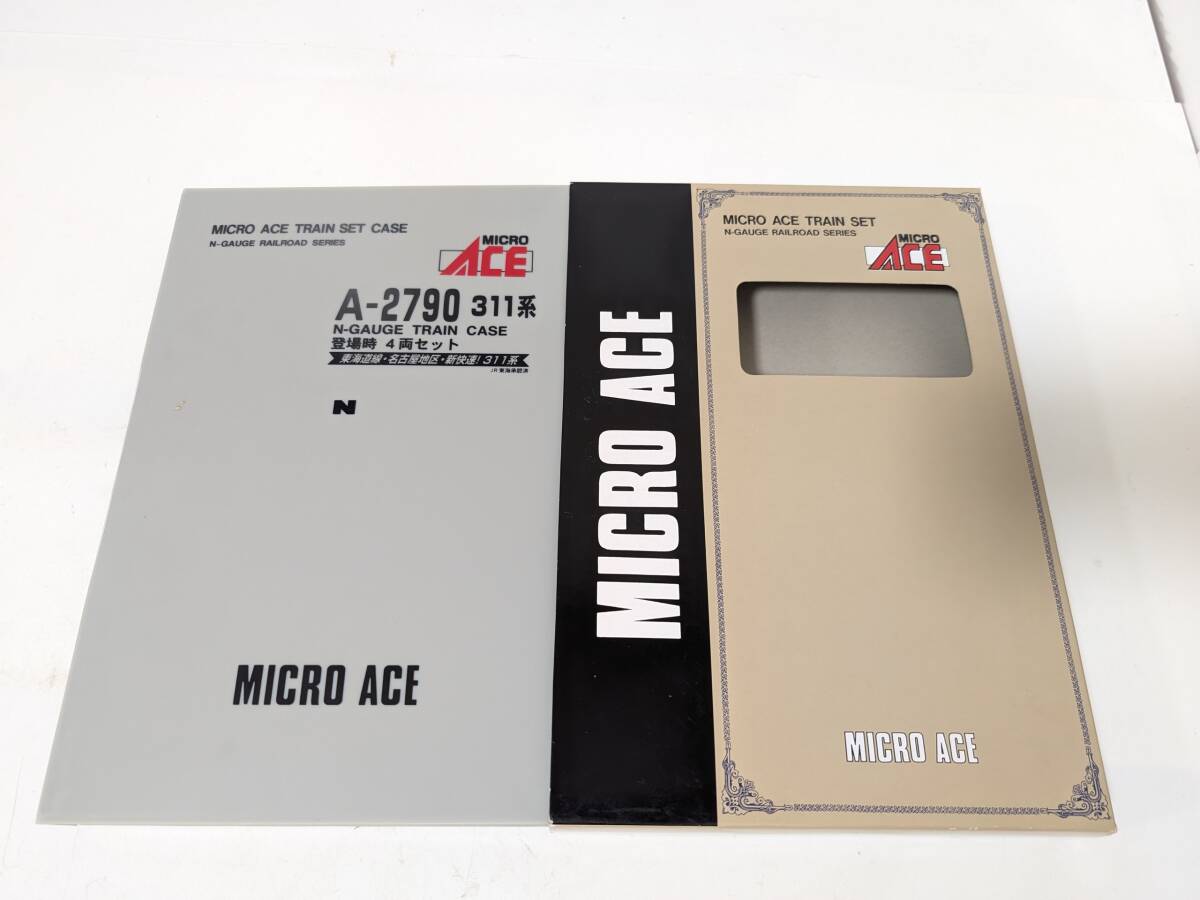 MICRO ACE TRAIN SET CASE
N-GAUGE RAILROAD SERIES
MICRO
ACE
A-2790 311系
N-GAUGE TRAIN CASE
登場時 4両セット
東海道線・名古屋地区・新快速! 311系
JR東海承認済
N
MICRO ACE
MICRO ACE
MICRO ACE TRAIN SET
N-GAUGE RAILROAD SERIES
MICRO
ACE
MICRO ACE